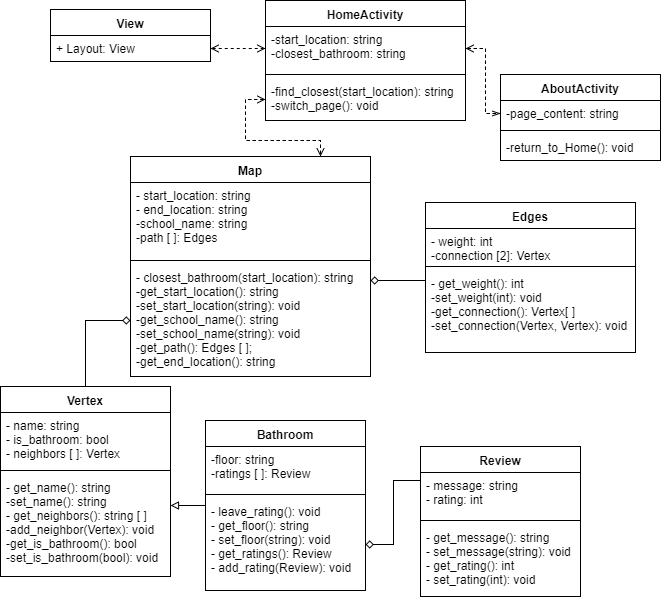 View
+ Layout: View
HomeActivity
-start_location: string
-closest_bathroom: string
-find_closest(start_location): string
-switch_page(): void
AboutActivity
-page_content: string
-return_to_Home(): void
Map
- start_location: string
- end_location: string
-school_name: string
-path [ ]: Edges
- closest_bathroom(start_location): string
-get_start_location(): string
-set_start_location(string): void
-get_school_name(): string
-set_school_name(string): void
-get_path(): Edges [ ];
-get_end_location(): string
Edges
- weight: int
-connection [2]: Vertex
- get_weight(): int
-set_weight(int): void
-get_connection(): Vertex[ ]
-set_connection(Vertex, Vertex): void
Vertex
- name: string
- is_bathroom: bool
- neighbors [ ]: Vertex
- get_name(): string
-set_name(): string
- get_neighbors(): string [ ]
-add_neighbor(Vertex): void
-get_is_bathroom(): bool
-set_is_bathroom(bool): void
Bathroom
-floor: string
-ratings [ ]: Review
- leave_rating(): void
- get_floor(): string
- set_floor(string): void
- get_ratings(): Review
- add_rating(Review): void
Review
- message: string
- rating: int
- get_message(): string
- set_message(string): void
- get_rating(): int
- set_rating(int): void